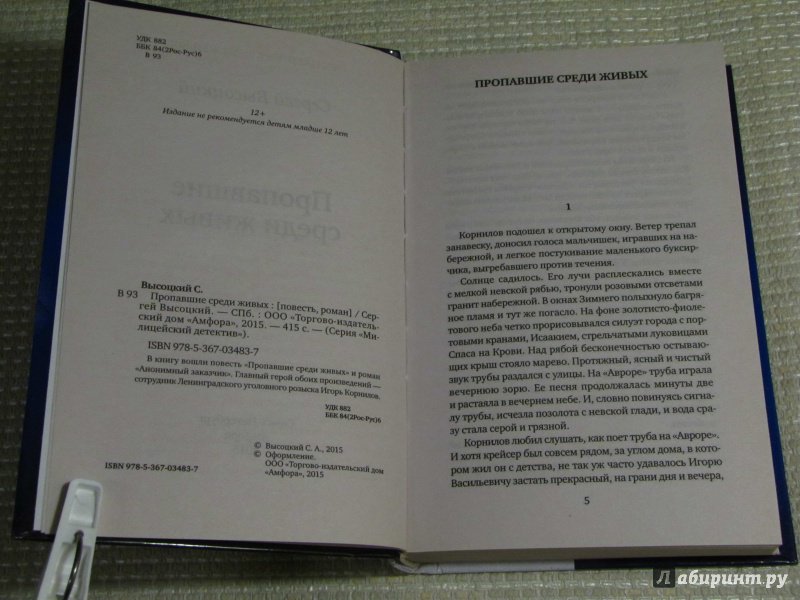 УДК 882
ББК 84(2Рос-Рус)6
В 93
12+
Издание не рекомендуется детям младше 12 лет
Высоцкий С.
В 93 Пропавшие среди живых : [повесть, роман] / Сер-
гей Высоцкий. — СПб. : ООО «Торгово-издатель-
ский дом «Амфора», 2015. — 415 с. — (Серия «Ми-
лицейский детектив»).
ISBN 978-5-367-03483-7
В книгу вошли повесть «Пропавшие среди живых» и роман
«Анонимный заказчик». Главный герой обоих произведений —
сотрудник Ленинградского уголовного розыска Игорь Корнилов.
УДК 882
ББК 84(2Рос-Рус)6
© Высоцкий С. А., 2015
© Оформление.
ООО «Торгово-издательский дом
«Амфора», 2015
ISBN 978-5-367-03483-7
ПРОПАВШИЕ СРЕДИ ЖИВЫХ
1
Корнилов подошел к открытому окну. Ветер трепал
занавеску, доносил голоса мальчишек, игравших на на-
бережной, и легкое постукивание маленького буксир-
чика, выгребавшего против течения.
Солнце садилось. Его лучи расплескались вместе
с мелкой невской рябью, тронули розовыми отсветами
гранит набережной. В окнах Зимнего полыхнуло багря-
ное пламя и тут же погасло. На фоне золотисто-фиоле-
тового неба четко прорисовывался силуэт города с пор-
товыми кранами, Исаакием, стрельчатыми луковицами
Спаса на Крови. Над рябой бесконечностью остываю-
щих крыш стояло марево. Протяжный, ясный и чистый
звук трубы раздался с улицы. На «Авроре» труба играла
вечернюю зорю. Ее песня продолжалась минуты две
и растаяла в вечернем небе. И, словно повинуясь сигналу
трубы, исчезла позолота с невской глади, и вода сра-
зу стала серой и грязной.
Корнилов любил слушать, как поет труба на «Авроре».
И хотя крейсер был совсем рядом, за углом дома, в кото-
ром жил он с детства, не так уж часто удавалось Игорю
Васильевичу застать прекрасный, на грани дня и вечера,
5
Лабиринт.ру